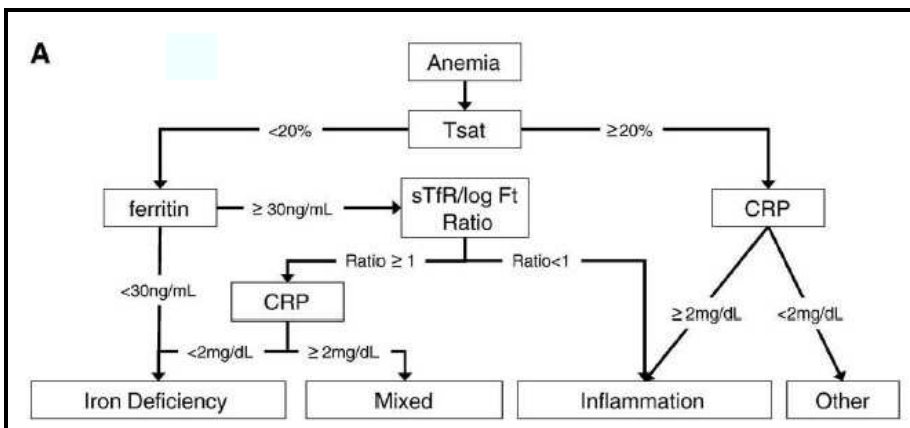 A
Anemia
<20%
Tsat
≥20%
ferritin
≥ 30ng/mL
sTfR/log Ft
Ratio
CRP
Ratio ≥ 1
Ratio<1
<30ng/mL
CRP
≥2mg/dL
<2mg/dL
<2mg/dL
≥ 2mg/dL
Iron Deficiency
Mixed
Inflammation
Other